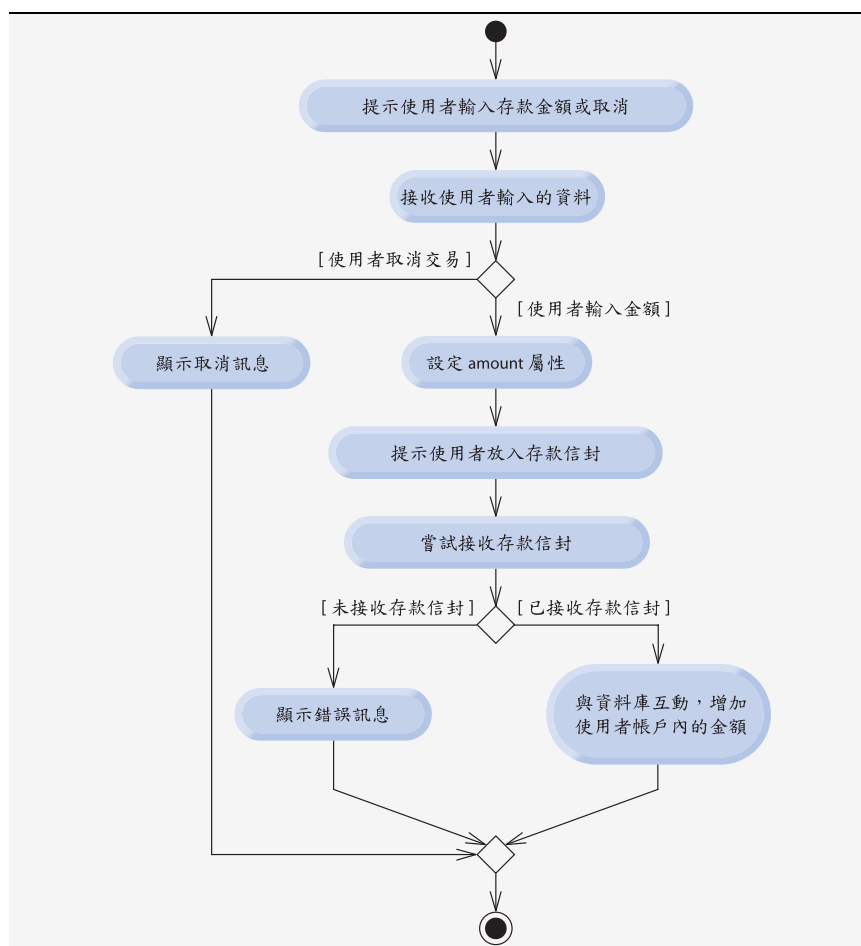 提示使用者輸入存款金額或取消
接收使用者輸入的資料
[使用者取消交易]
[使用者輸入金額]
顯示取消訊息
設定 amount 屬性
提示使用者放入存款信封
嘗試接收存款信封
[未接收存款信封]
[已接收存款信封]
顯示錯誤訊息
與資料庫互動，增加
使用者帳戶內的金額